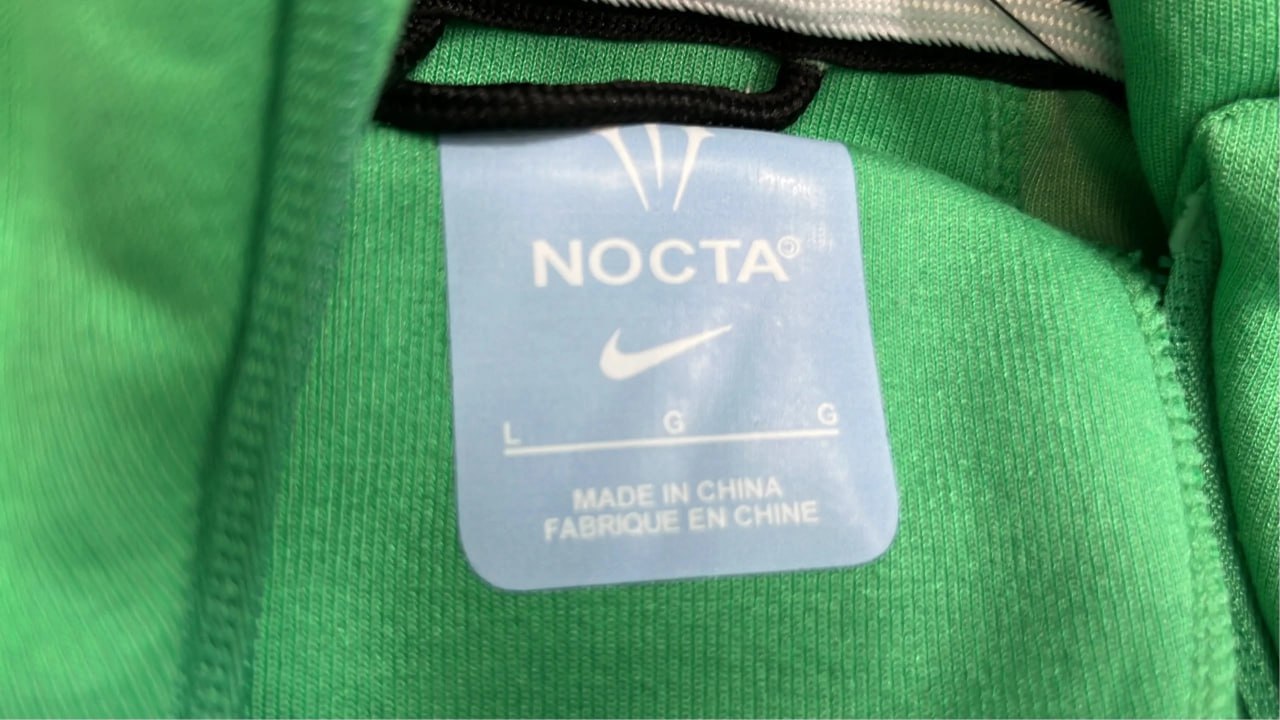 NOCTA®
L G G
MADE IN CHINA
FABRIQUE EN CHINE